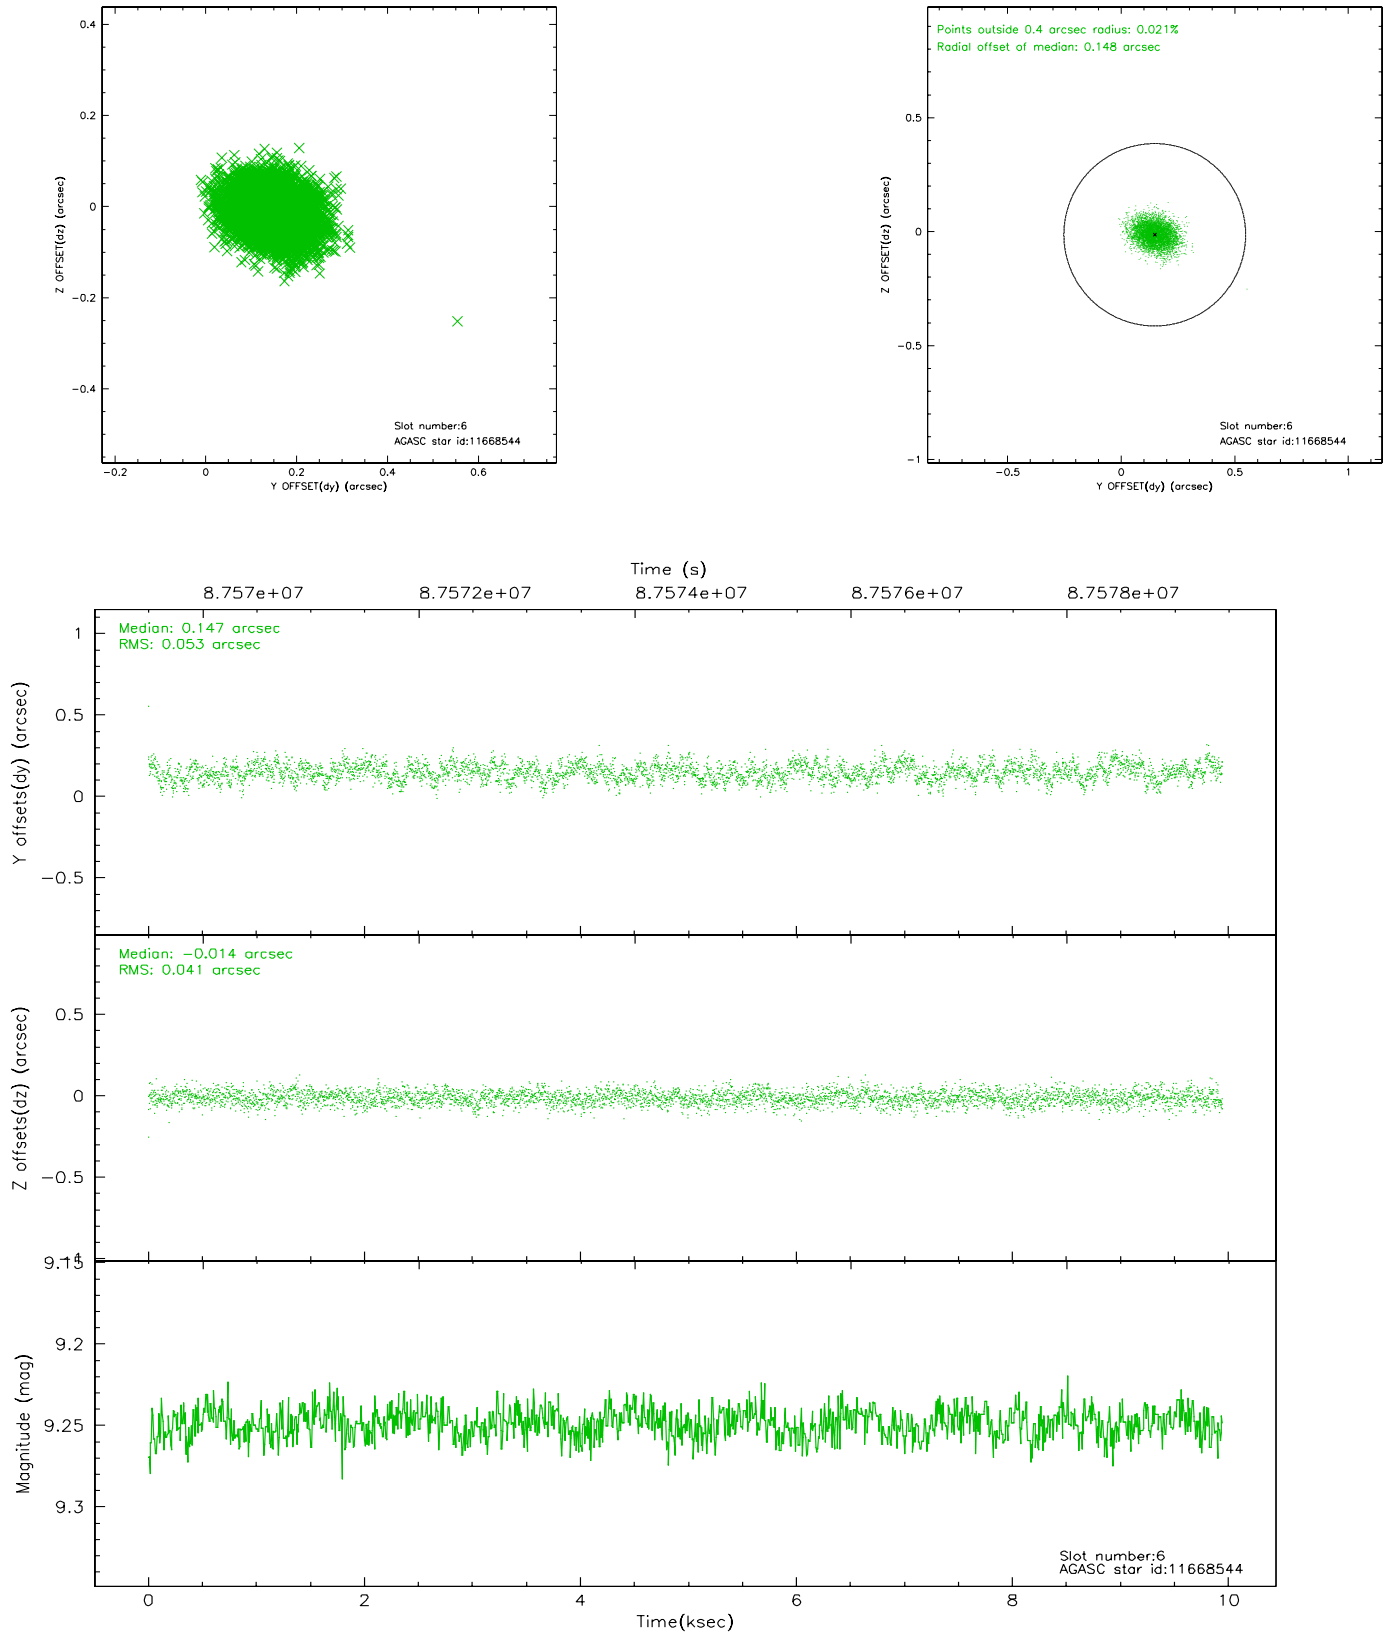 0.4
0.2
0
−0.2
−0.4
Z OFFSET(dz) (arcsec)
Slot number:6
AGASC star id:11668544
−0.2 0 0.2 0.4 0.6
Y OFFSET(dy) (arcsec)
Points outside 0.4 arcsec radius: 0.021%
Radial offset of median: 0.148 arcsec
0.5
0
−0.5
−1
Z OFFSET(dz) (arcsec)
Slot number:6
AGASC star id:11668544
−0.5 0 0.5 1
Y OFFSET(dy) (arcsec)
Time (s)
8.757e+07 8.7572e+07 8.7574e+07 8.7576e+07 8.7578e+07
Median: 0.147 arcsec
RMS: 0.053 arcsec
1
0.5
0
−0.5
Y offsets(dy) (arcsec)
Median: −0.014 arcsec
RMS: 0.041 arcsec
0.5
0
−0.5
−1
Z offsets(dz) (arcsec)
9.15
9.2
9.25
9.3
Magnitude (mag)
Slot number:6
AGASC star id:11668544
0 2 4 6 8 10
Time(ksec)